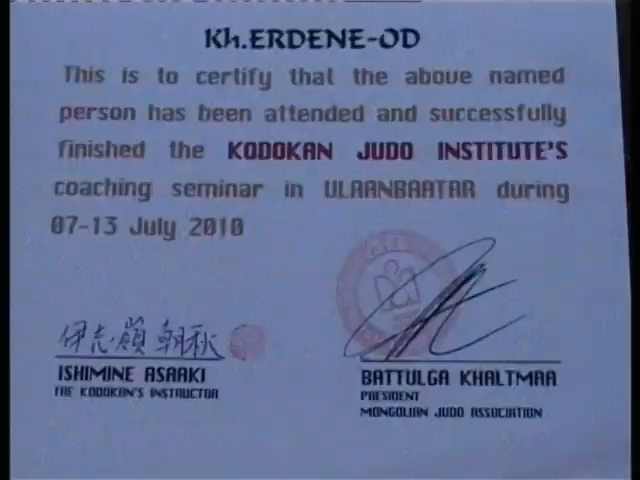 Kh.ERDENE-OD
This is to certify that the above named
person has been attended and successfully
finished the KODOKAN JUDO INSTITUTE'S
coaching seminar in ULAANBAATAR during
07-13 July 2010
伊志嶺 朝秋
ISHIMINE ASAAKI
THE KODOKAN'S INSTRUCTOR
BATTULGA KHALTMAA
PRESIDENT
MONGOLIAN JUDO ASSOCIATION